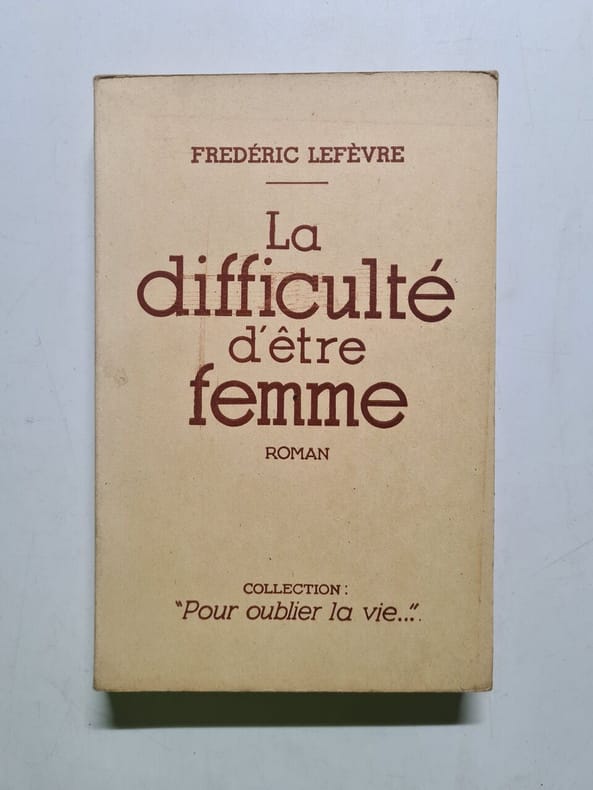 FREDÉRIC LEFÈVRE
La
difficulté
d'être
femme
ROMAN
COLLECTION :
"Pour oublier la vie...".